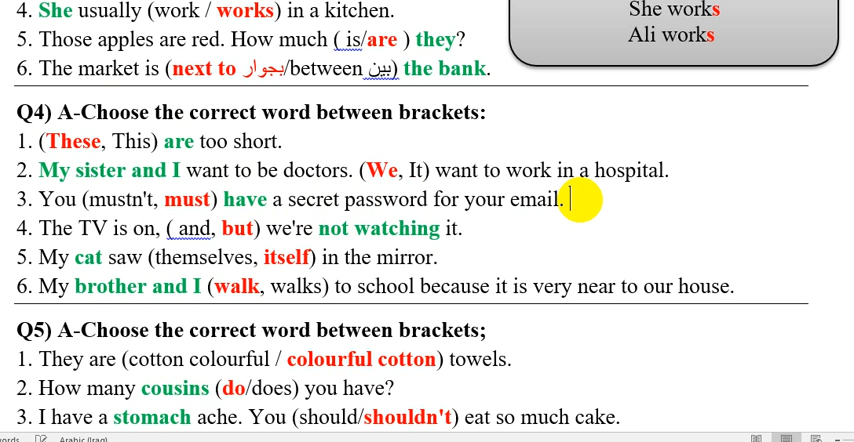 4. She usually (work / works) in a kitchen.
She works
5. Those apples are red. How much ( is/are ) they?
Ali works
6. The market is (next to بجوار/between بين) the bank.
Q4) A-Choose the correct word between brackets:
1. (These, This) are too short.
2. My sister and I want to be doctors. (We, It) want to work in a hospital.
3. You (mustn't, must) have a secret password for your email.
4. The TV is on, ( and, but) we're not watching it.
5. My cat saw (themselves, itself) in the mirror.
6. My brother and I (walk, walks) to school because it is very near to our house.
Q5) A-Choose the correct word between brackets;
1. They are (cotton colourful / colourful cotton) towels.
2. How many cousins (do/does) you have?
3. I have a stomach ache. You (should/shouldn't) eat so much cake.
Arabic (Iraq)